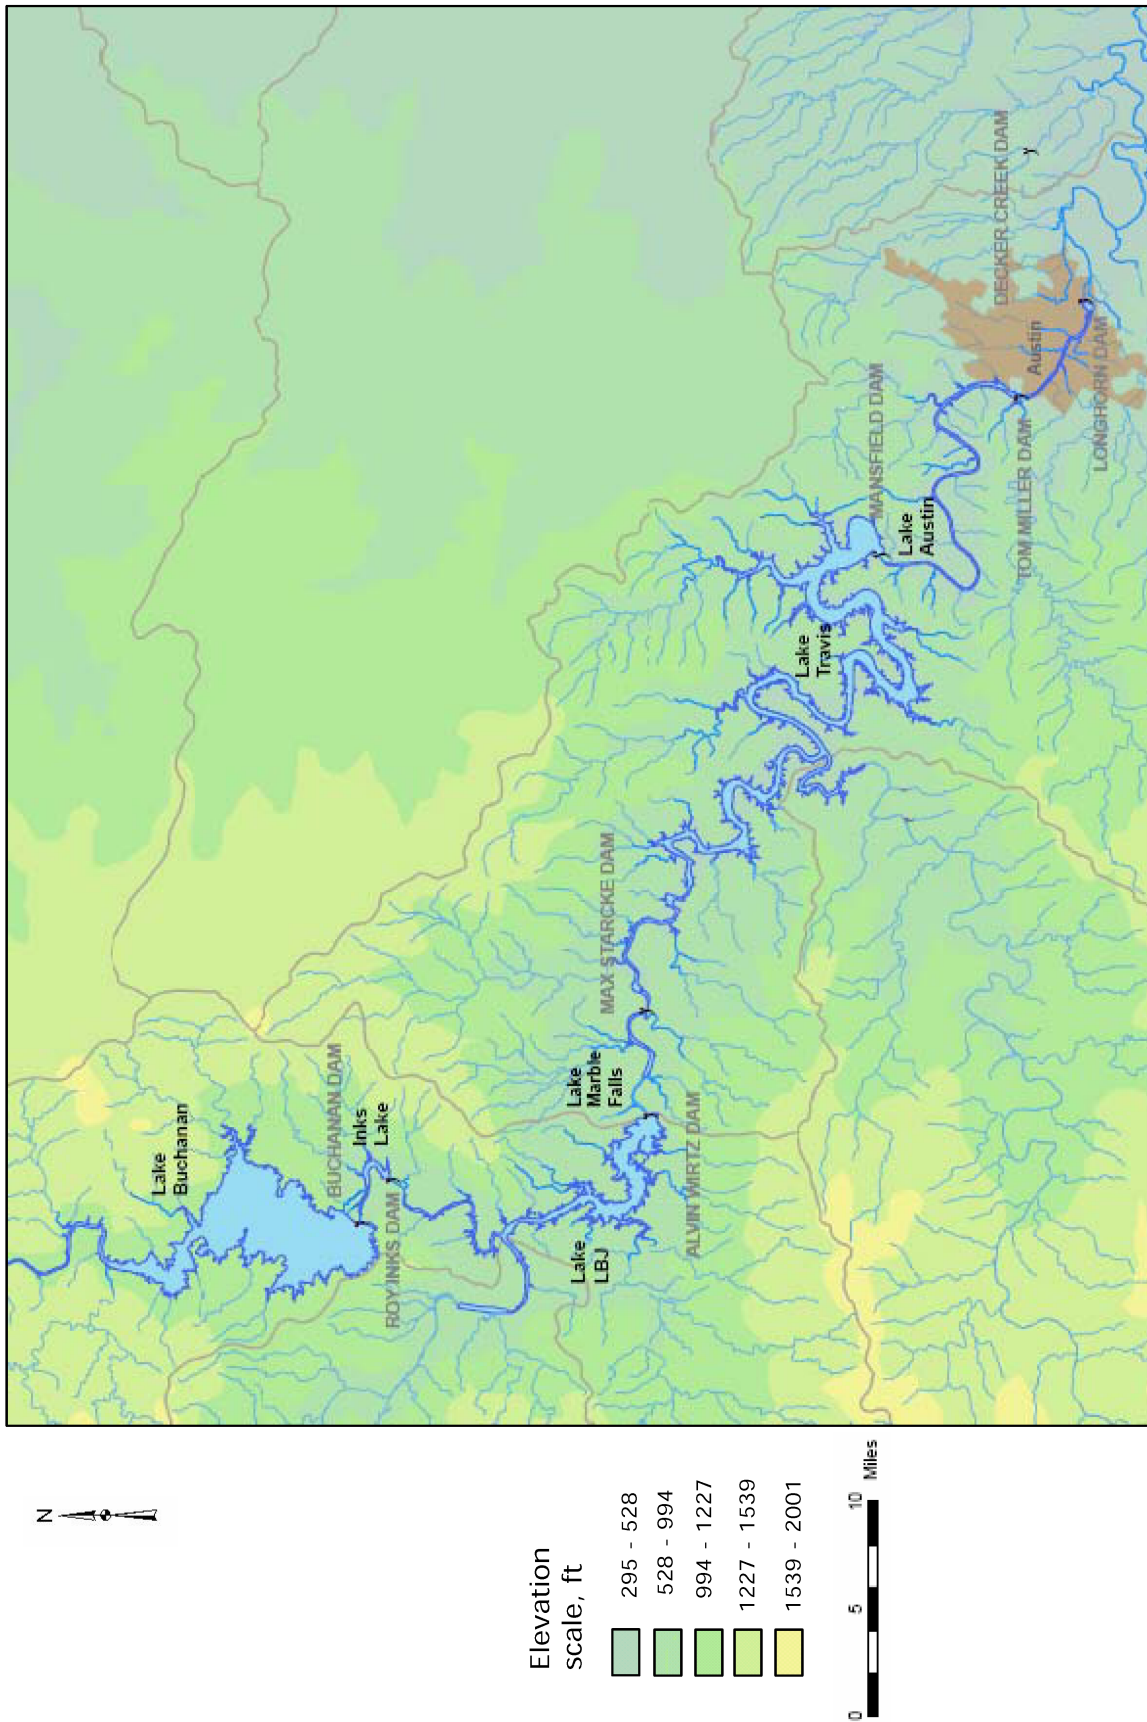 N
Elevation
scale, ft
295 - 528
528 - 994
994 - 1227
1227 - 1539
1539 - 2001
0
5
10
Miles
Lake
Buchanan
BUCHANAN DAM
Inks
Lake
ROY INKS DAM
Lake
LBJ
ALVIN WIRTZ DAM
Lake
Marble
Falls
MAX STARCKE DAM
Lake
Travis
MANSFIELD DAM
Lake
Austin
TOM MILLER DAM
Austin
LONGHORN DAM
DECKER CREEK DAM